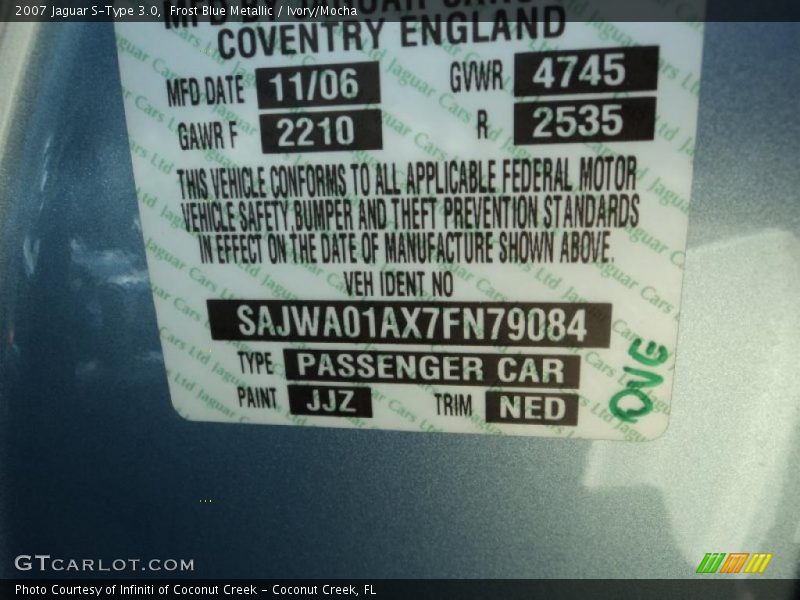 2007 Jaguar S-Type 3.0, Frost Blue Metallic / Ivory/Mocha
COVENTRY ENGLAND
MFD DATE 11/06 GVWR 4745
GAWR F 2210 R 2535
THIS VEHICLE CONFORMS TO ALL APPLICABLE FEDERAL MOTOR
VEHICLE SAFETY,BUMPER AND THEFT PREVENTION STANDARDS
IN EFFECT ON THE DATE OF MANUFACTURE SHOWN ABOVE.
VEH IDENT NO
SAJWA01AX7FN79084
TYPE PASSENGER CAR
PAINT JJZ TRIM NED
ONE
GTCARLOT.COM
Photo Courtesy of Infiniti of Coconut Creek - Coconut Creek, FL